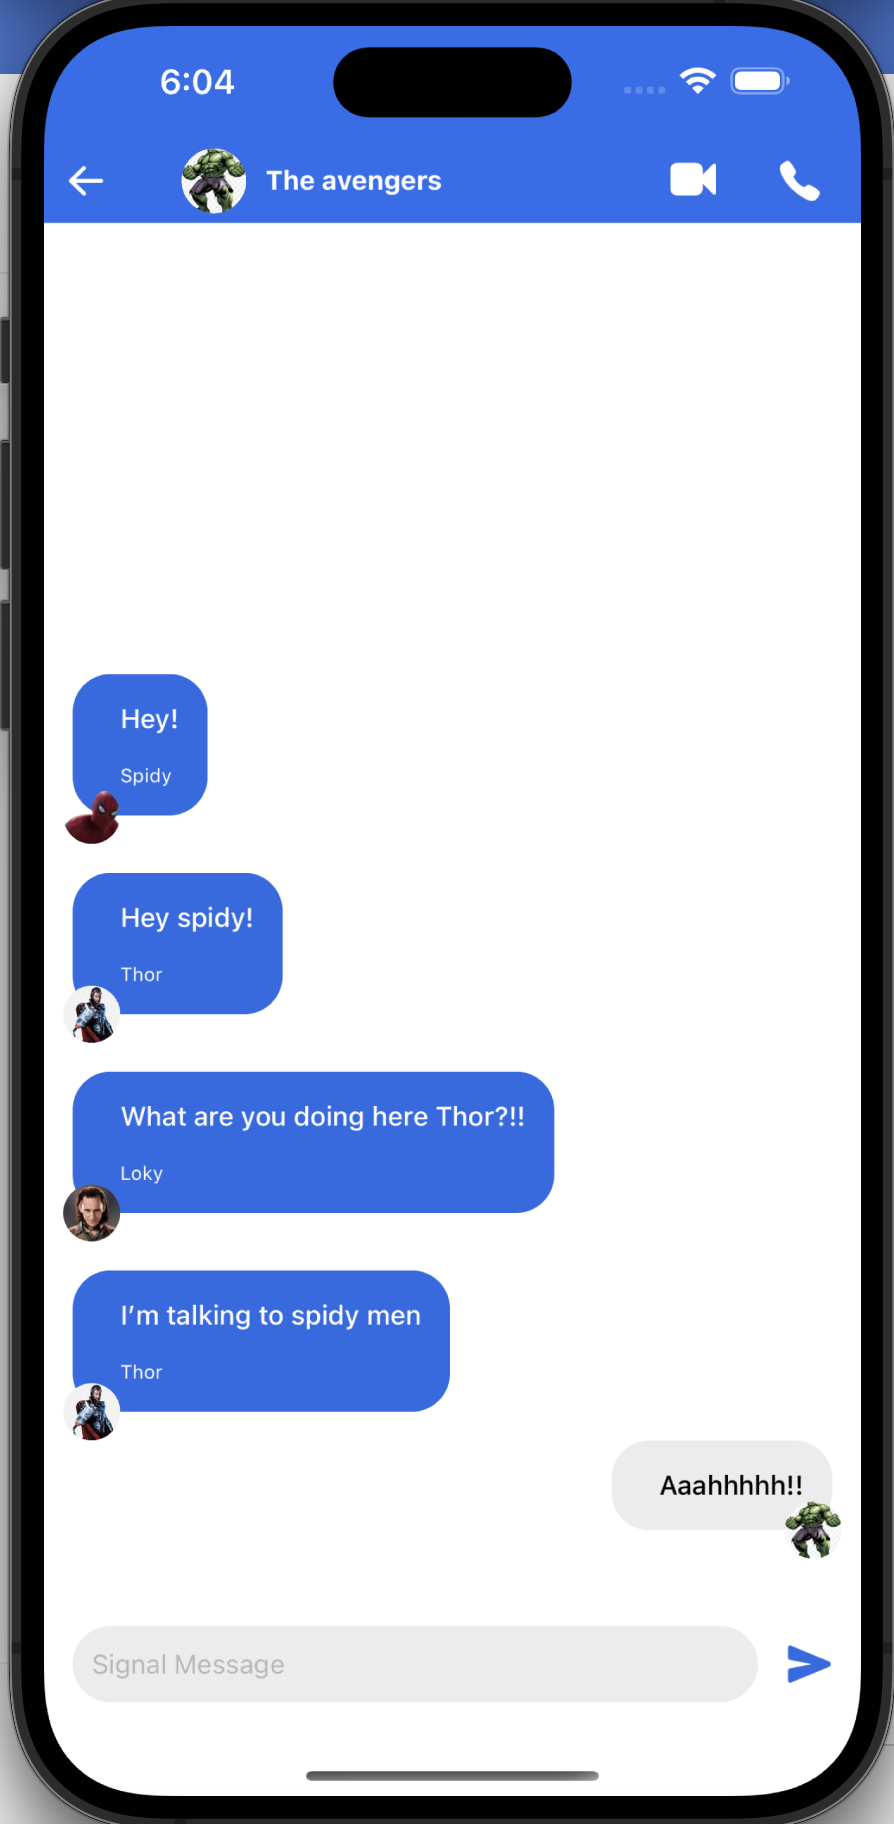 6:04
The avengers
Hey!
Spidy
Hey spidy!
Thor
What are you doing here Thor?!!
Loky
I’m talking to spidy men
Thor
Aaahhhhh!!
Signal Message